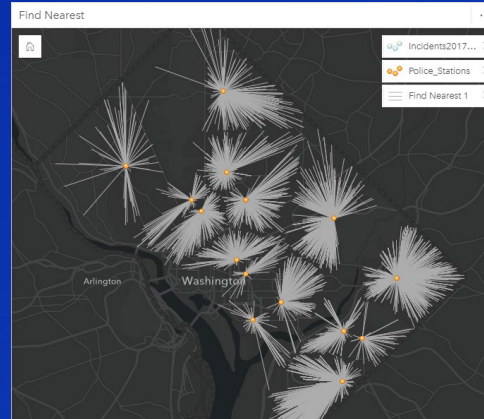 Find Nearest
Incidents2017...
Police_Stations
Find Nearest 1
Arlington
Washington